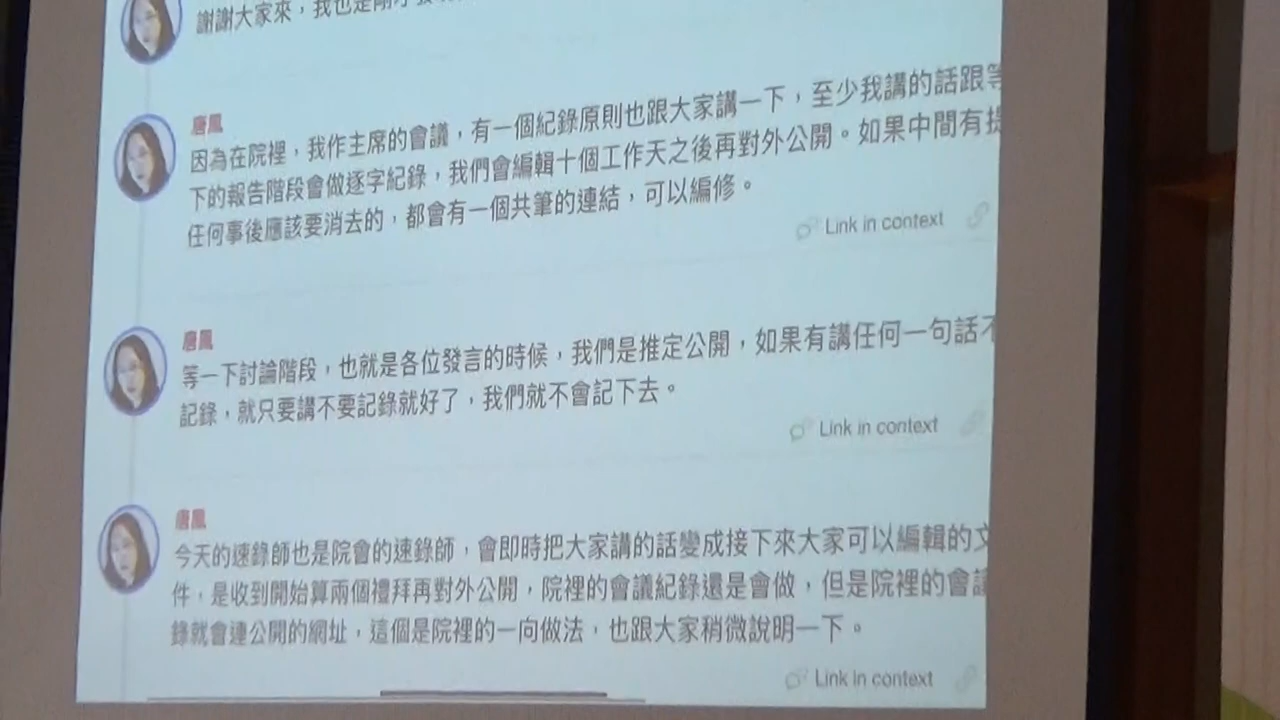 謝謝大家來，我也是剛才發
唐鳳
因為在院裡，我作主席的會議，有一個紀錄原則也跟大家講一下，至少我講的話跟等
下的報告階段會做逐字紀錄，我們會編輯十個工作天之後再對外公開。如果中間有提
任何事後應該要消去的，都會有一個共筆的連結，可以編修。
Link in context
唐鳳
等一下討論階段，也就是各位發言的時候，我們是推定公開，如果有講任何一句話不
記錄，就只要講不要記錄就好了，我們就不會記下去。
Link in context
唐鳳
今天的速錄師也是院會的速錄師，會即時把大家講的話變成接下來大家可以編輯的文
件，是收到開始算兩個禮拜再對外公開，院裡的會議紀錄還是會做，但是院裡的會議
錄就會連公開的網址，這個是院裡的一向做法，也跟大家稍微說明一下。
Link in context